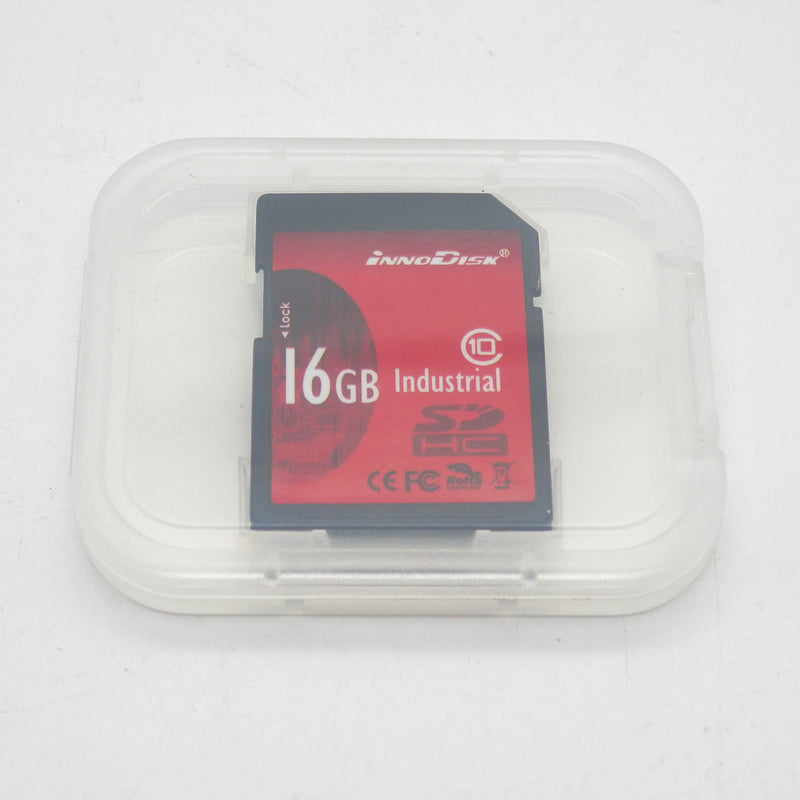 INNODISK®
◄Lock
10
16GB Industrial
SD
HC
CE FC RoHS